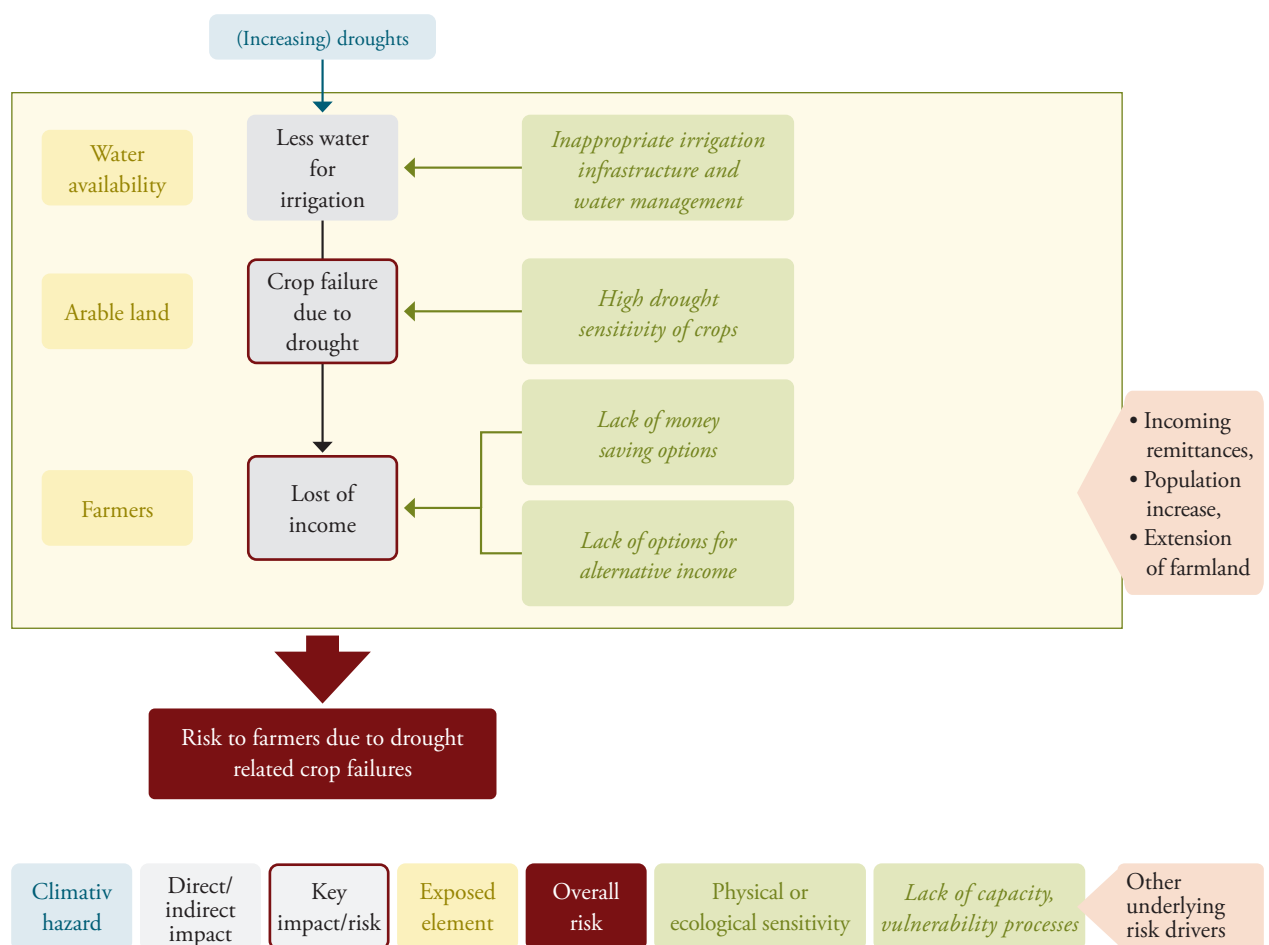 (Increasing) droughts
Water
availability
Less water
for
irrigation
Inappropriate irrigation
infrastructure and
water management
Arable land
Crop failure
due to
drought
High drought
sensitivity of crops
Lack of money
saving options
Farmers
Lost of
income
Lack of options for
alternative income
• Incoming
remittances,
• Population
increase,
• Extension
of farmland
Risk to farmers due to drought
related crop failures
Climativ
hazard
Direct/
indirect
impact
Key
impact/risk
Exposed
element
Overall
risk
Physical or
ecological sensitivity
Lack of capacity,
vulnerability processes
Other
underlying
risk drivers